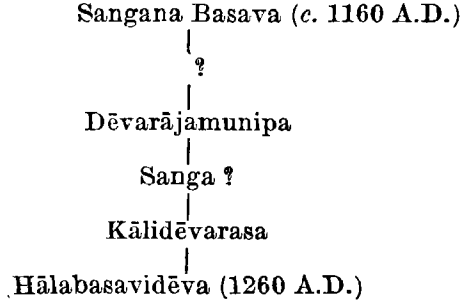 Sangana Basava (c. 1160 A.D.)
?
Dēvarājamunipa
Sanga ?
Kālidēvarasa
Hālabasavidēva (1260 A.D.)